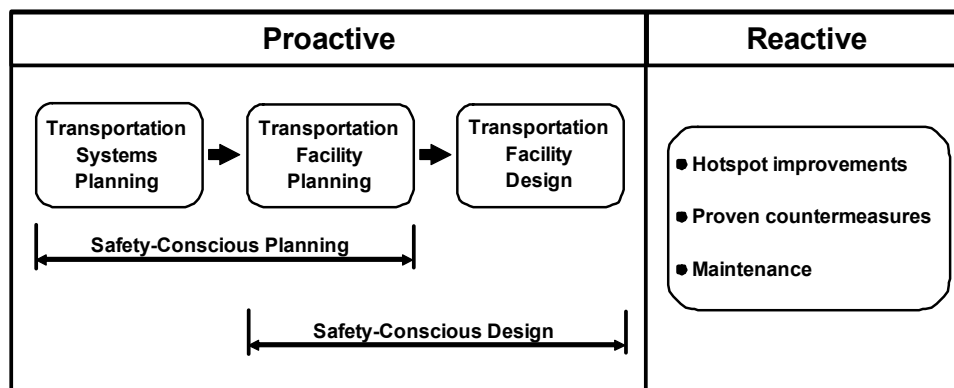 Proactive
Reactive
Transportation
Systems
Planning
Transportation
Facility
Planning
Transportation
Facility
Design
Safety-Conscious Planning
Safety-Conscious Design
• Hotspot improvements
• Proven countermeasures
• Maintenance